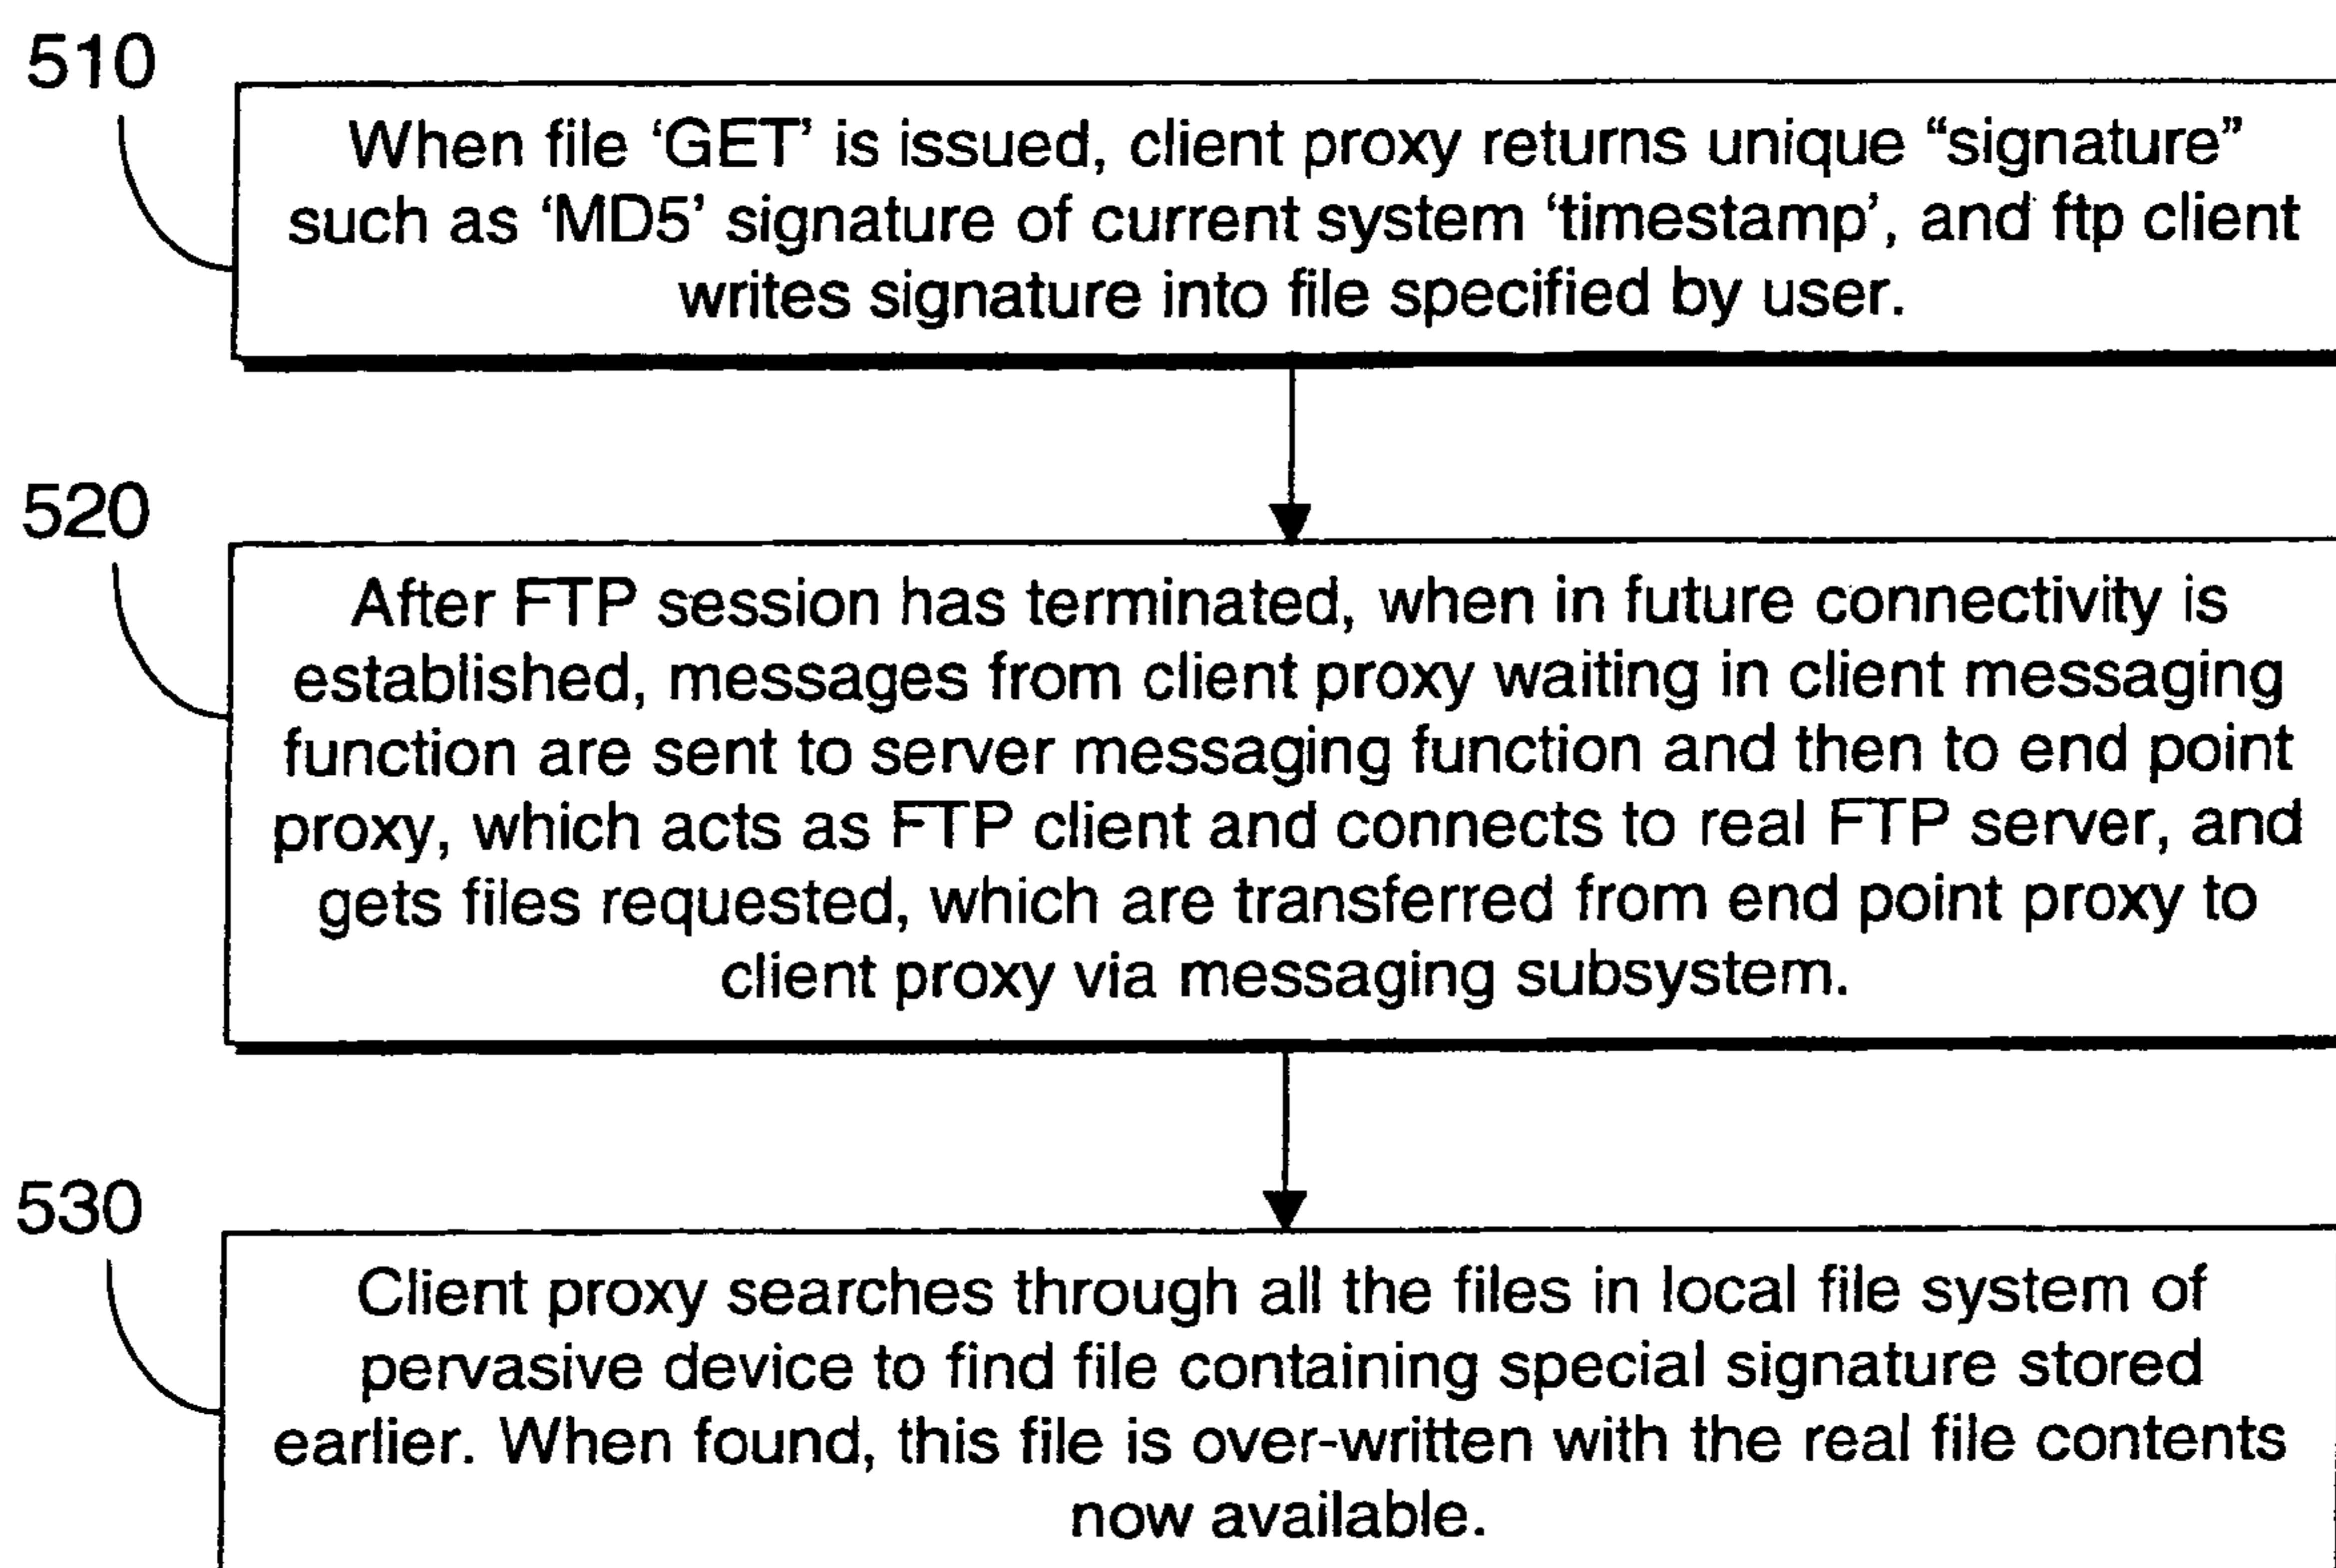 510
When file ‘GET’ is issued, client proxy returns unique “signature”
such as ‘MD5’ signature of current system ‘timestamp’, and ftp client
writes signature into file specified by user.
520
After FTP session has terminated, when in future connectivity is
established, messages from client proxy waiting in client messaging
function are sent to server messaging function and then to end point
proxy, which acts as FTP client and connects to real FTP server, and
gets files requested, which are transferred from end point proxy to
client proxy via messaging subsystem.
530
Client proxy searches through all the files in local file system of
pervasive device to find file containing special signature stored
earlier. When found, this file is over-written with the real file contents
now available.